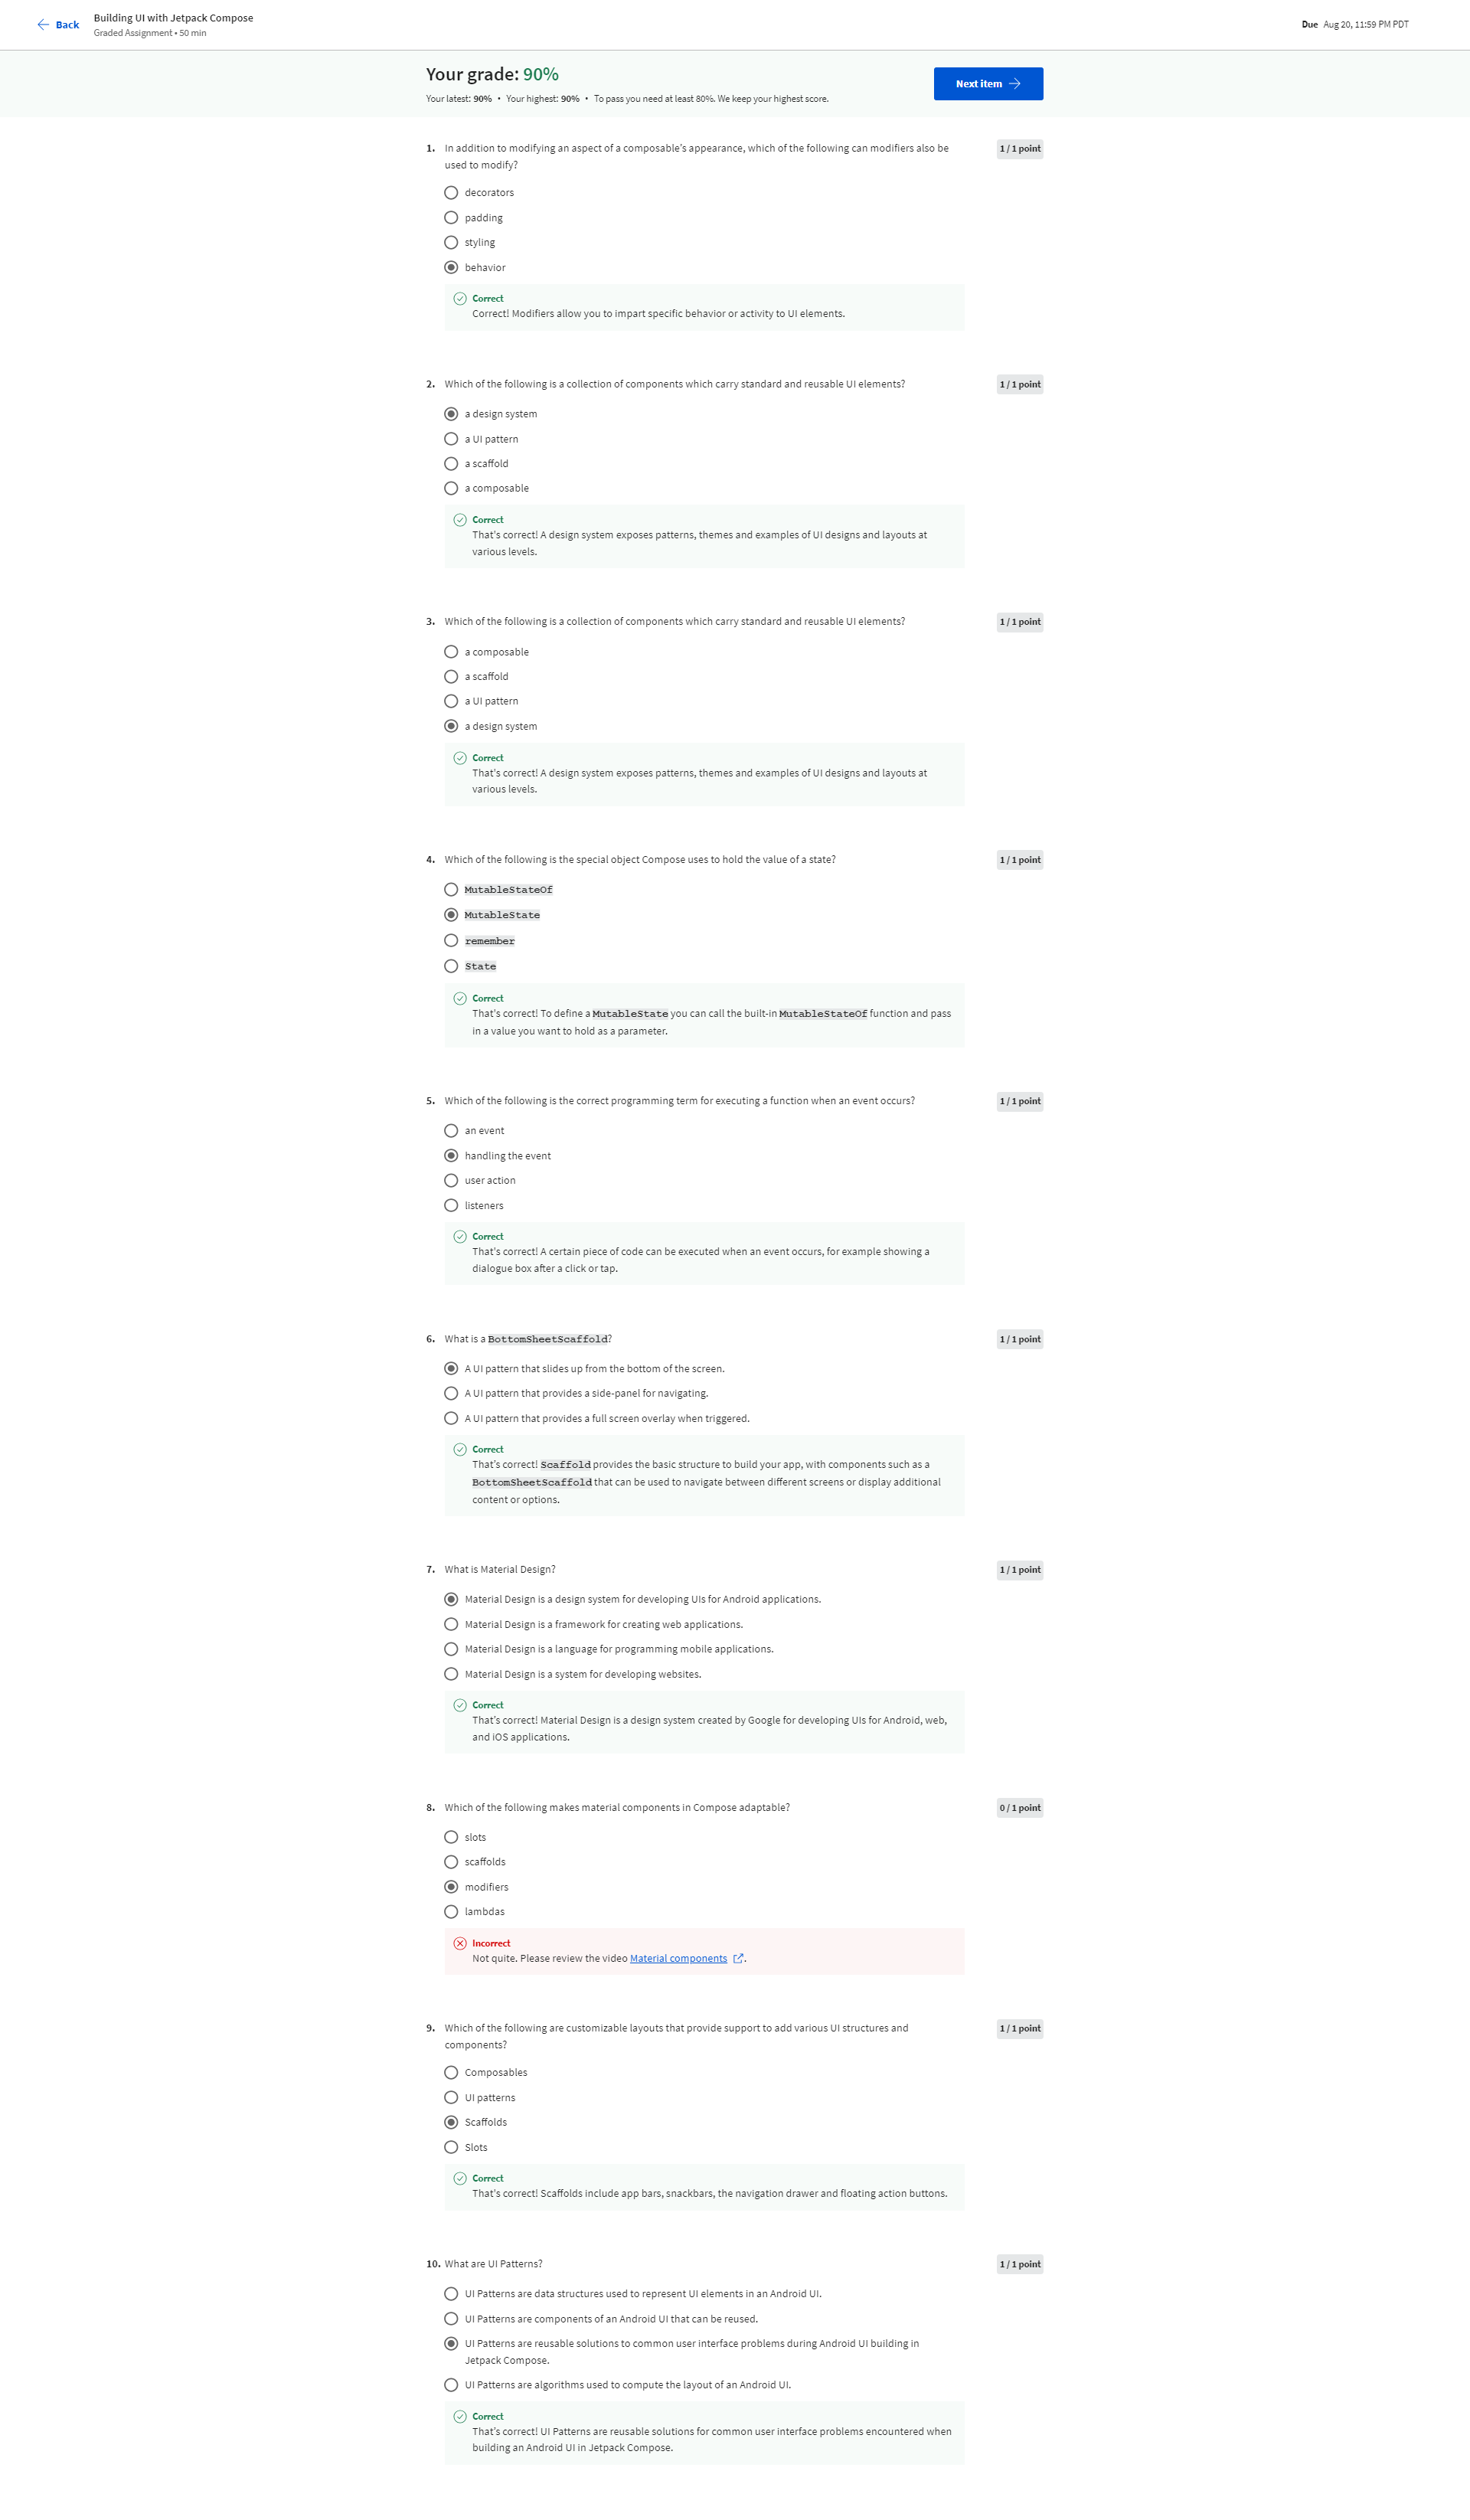 Back
Building UI with Jetpack Compose
Graded Assignment • 50 min
Due Aug 20, 11:59 PM PDT
Your grade: 90%
Your latest: 90% • Your highest: 90% • To pass you need at least 80%. We keep your highest score.
Next item
1. In addition to modifying an aspect of a composable's appearance, which of the following can modifiers also be
used to modify?
1 / 1 point
decorators
padding
styling
behavior
Correct
Correct! Modifiers allow you to impart specific behavior or activity to UI elements.
2. Which of the following is a collection of components which carry standard and reusable UI elements?
1 / 1 point
a design system
a UI pattern
a scaffold
a composable
Correct
That's correct! A design system exposes patterns, themes and examples of UI designs and layouts at
various levels.
3. Which of the following is a collection of components which carry standard and reusable UI elements?
1 / 1 point
a composable
a scaffold
a UI pattern
a design system
Correct
That's correct! A design system exposes patterns, themes and examples of UI designs and layouts at
various levels.
4. Which of the following is the special object Compose uses to hold the value of a state?
1 / 1 point
MutableStateOf
MutableState
remember
State
Correct
That's correct! To define a MutableState you can call the built-in MutableStateOf function and pass
in a value you want to hold as a parameter.
5. Which of the following is the correct programming term for executing a function when an event occurs?
1 / 1 point
an event
handling the event
user action
listeners
Correct
That's correct! A certain piece of code can be executed when an event occurs, for example showing a
dialogue box after a click or tap.
6. What is a BottomSheetScaffold?
1 / 1 point
A UI pattern that slides up from the bottom of the screen.
A UI pattern that provides a side-panel for navigating.
A UI pattern that provides a full screen overlay when triggered.
Correct
That's correct! Scaffold provides the basic structure to build your app, with components such as a
BottomSheetScaffold that can be used to navigate between different screens or display additional
content or options.
7. What is Material Design?
1 / 1 point
Material Design is a design system for developing UIs for Android applications.
Material Design is a framework for creating web applications.
Material Design is a language for programming mobile applications.
Material Design is a system for developing websites.
Correct
That's correct! Material Design is a design system created by Google for developing UIs for Android, web,
and iOS applications.
8. Which of the following makes material components in Compose adaptable?
0 / 1 point
slots
scaffolds
modifiers
lambdas
Incorrect
Not quite. Please review the video Material components .
9. Which of the following are customizable layouts that provide support to add various UI structures and
components?
1 / 1 point
Composables
UI patterns
Scaffolds
Slots
Correct
That's correct! Scaffolds include app bars, snackbars, the navigation drawer and floating action buttons.
10. What are UI Patterns?
1 / 1 point
UI Patterns are data structures used to represent UI elements in an Android UI.
UI Patterns are components of an Android UI that can be reused.
UI Patterns are reusable solutions to common user interface problems during Android UI building in
Jetpack Compose.
UI Patterns are algorithms used to compute the layout of an Android UI.
Correct
That's correct! UI Patterns are reusable solutions for common user interface problems encountered when
building an Android UI in Jetpack Compose.